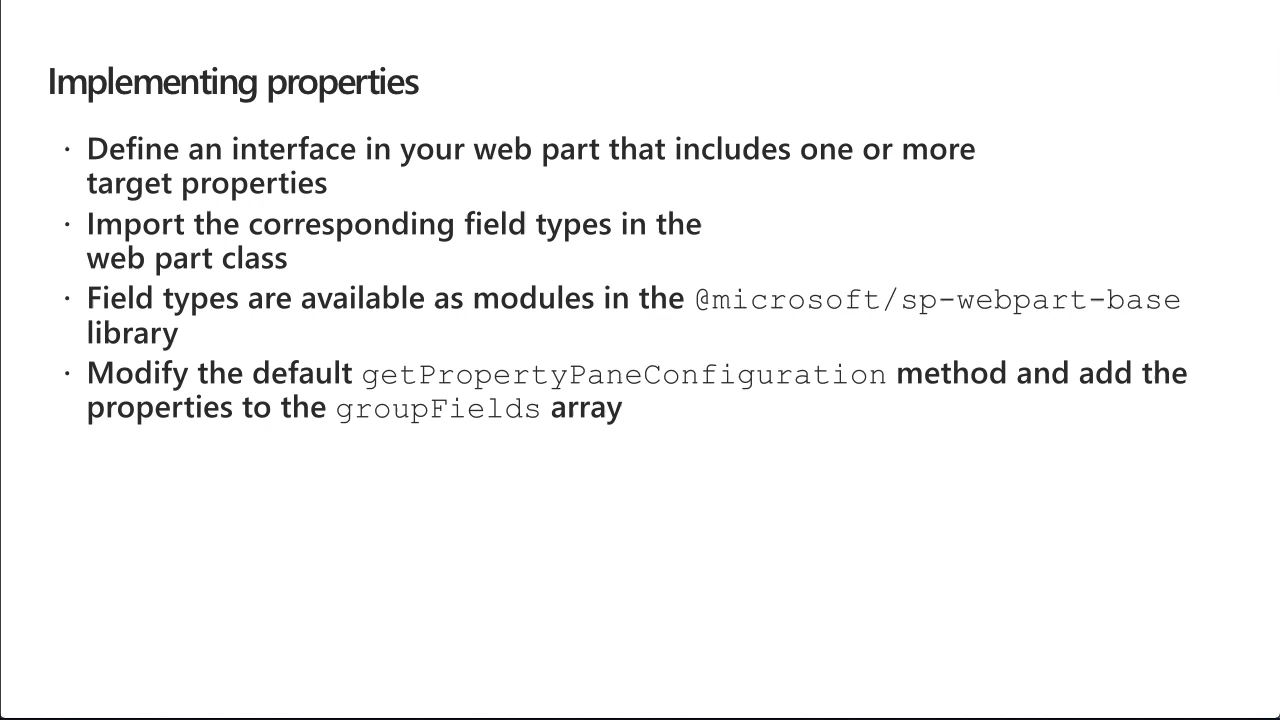 Implementing properties
· Define an interface in your web part that includes one or more
target properties
· Import the corresponding field types in the
web part class
· Field types are available as modules in the @microsoft/sp-webpart-base
library
· Modify the default getPropertyPaneConfiguration method and add the
properties to the groupFields array